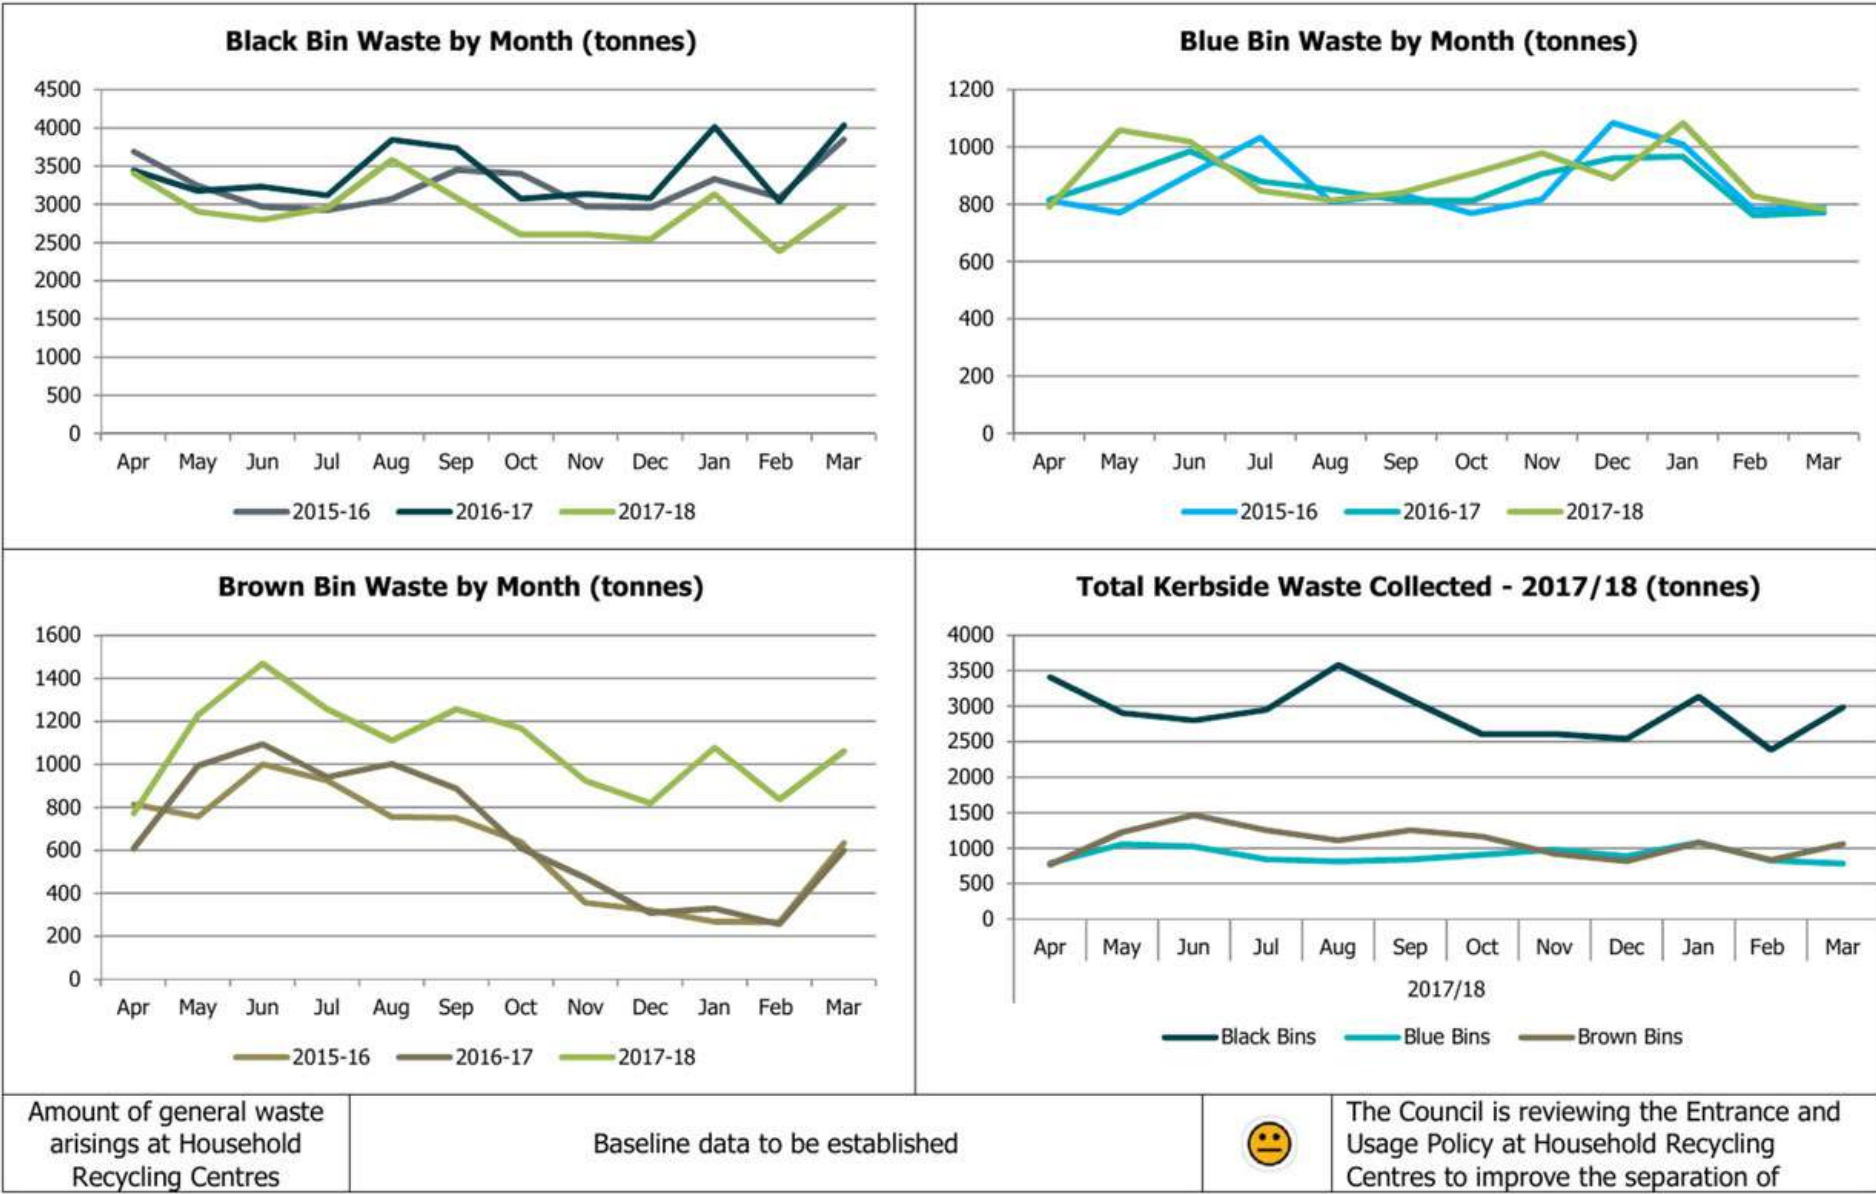 Black Bin Waste by Month (tonnes)
4500
4000
3500
3000
2500
2000
1500
1000
500
0
Apr May Jun Jul Aug Sep Oct Nov Dec Jan Feb Mar
2015-16 2016-17 2017-18
Blue Bin Waste by Month (tonnes)
1200
1000
800
600
400
200
0
Apr May Jun Jul Aug Sep Oct Nov Dec Jan Feb Mar
2015-16 2016-17 2017-18
Brown Bin Waste by Month (tonnes)
1600
1400
1200
1000
800
600
400
200
0
Apr May Jun Jul Aug Sep Oct Nov Dec Jan Feb Mar
2015-16 2016-17 2017-18
Total Kerbside Waste Collected - 2017/18 (tonnes)
4000
3500
3000
2500
2000
1500
1000
500
0
Apr May Jun Jul Aug Sep Oct Nov Dec Jan Feb Mar
2017/18
Black Bins Blue Bins Brown Bins
Amount of general waste
arisings at Household
Recycling Centres
Baseline data to be established
The Council is reviewing the Entrance and
Usage Policy at Household Recycling
Centres to improve the separation of